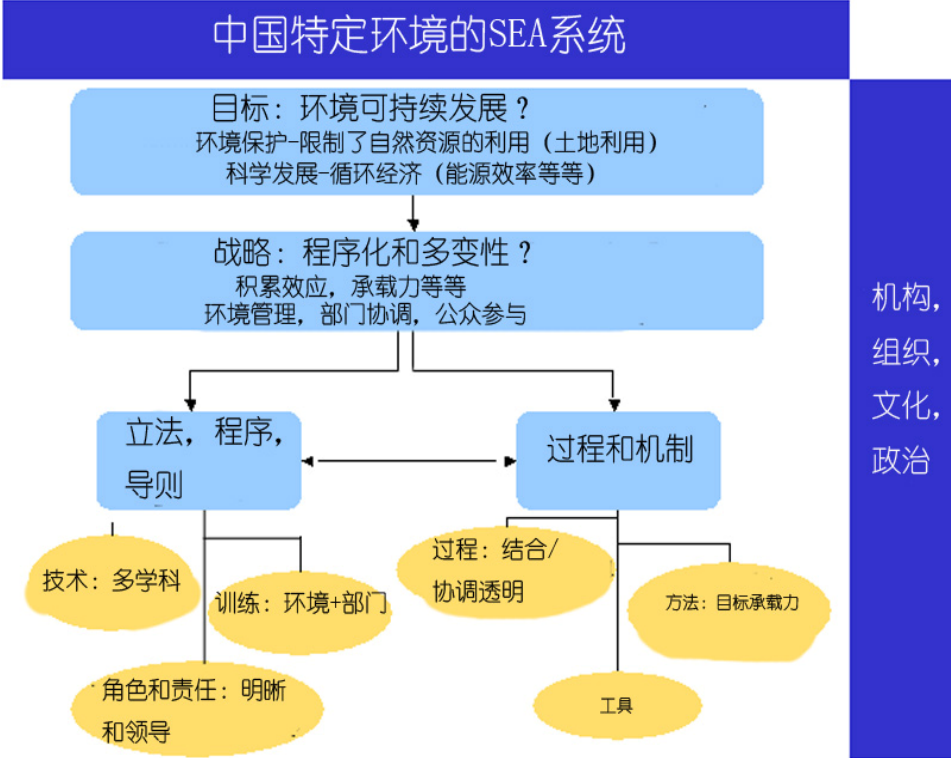 中国特定环境的SEA系统
目标：环境可持续发展？
环境保护-限制了自然资源的利用（土地利用）
科学发展-循环经济（能源效率等等）
战略：程序化和多变性？
积累效应，承载力等等
环境管理，部门协调，公众参与
立法，程序，
导则
过程和机制
技术：多学科
训练：环境+部门
角色和责任：明晰
和领导
过程：结合/
协调透明
方法：目标承载力
工具
机构，
组织，
文化，
政治